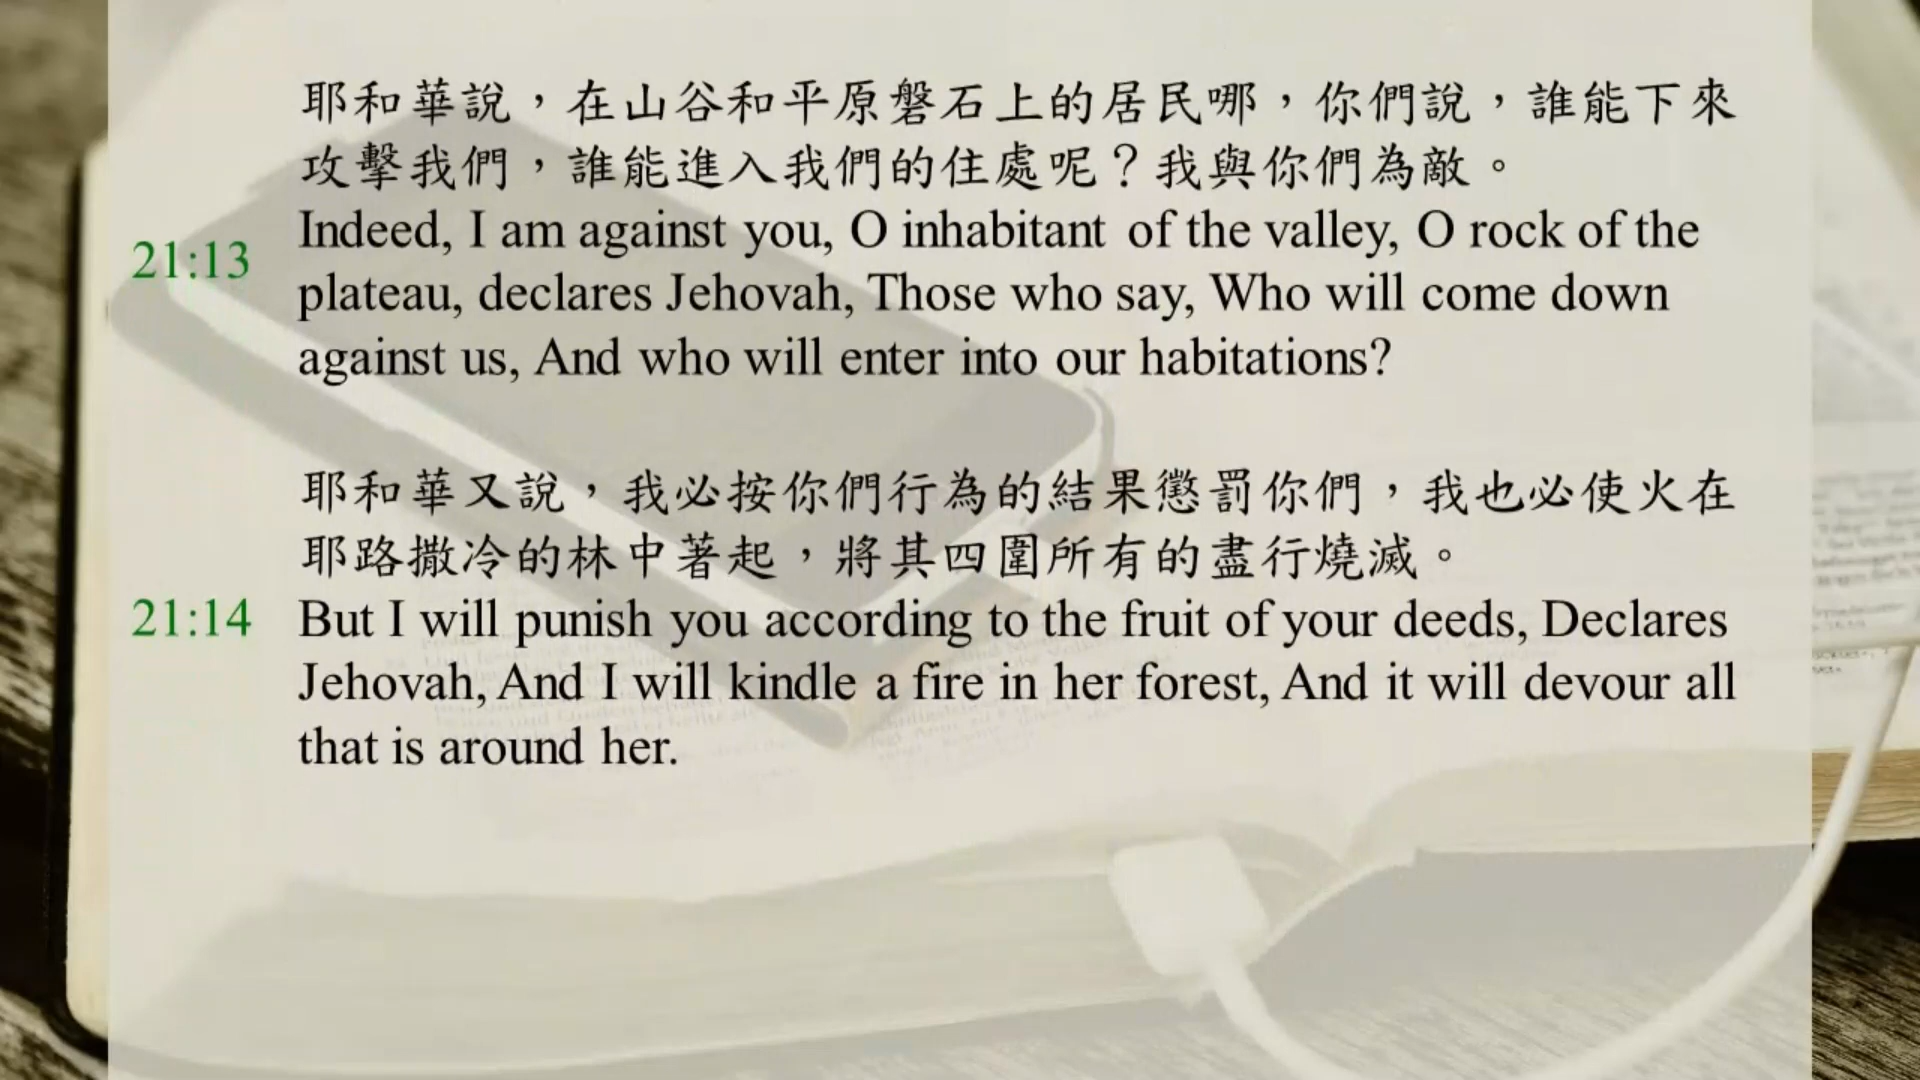 耶和華說，在山谷和平原磐石上的居民哪，你們說，誰能下來
攻擊我們，誰能進入我們的住處呢？我與你們為敵。
21:13
Indeed, I am against you, O inhabitant of the valley, O rock of the
plateau, declares Jehovah, Those who say, Who will come down
against us, And who will enter into our habitations?
耶和華又說，我必按你們行為的結果懲罰你們，我也必使火在
耶路撒冷的林中著起，將其四圍所有的盡行燒滅。
21:14
But I will punish you according to the fruit of your deeds, Declares
Jehovah, And I will kindle a fire in her forest, And it will devour all
that is around her.